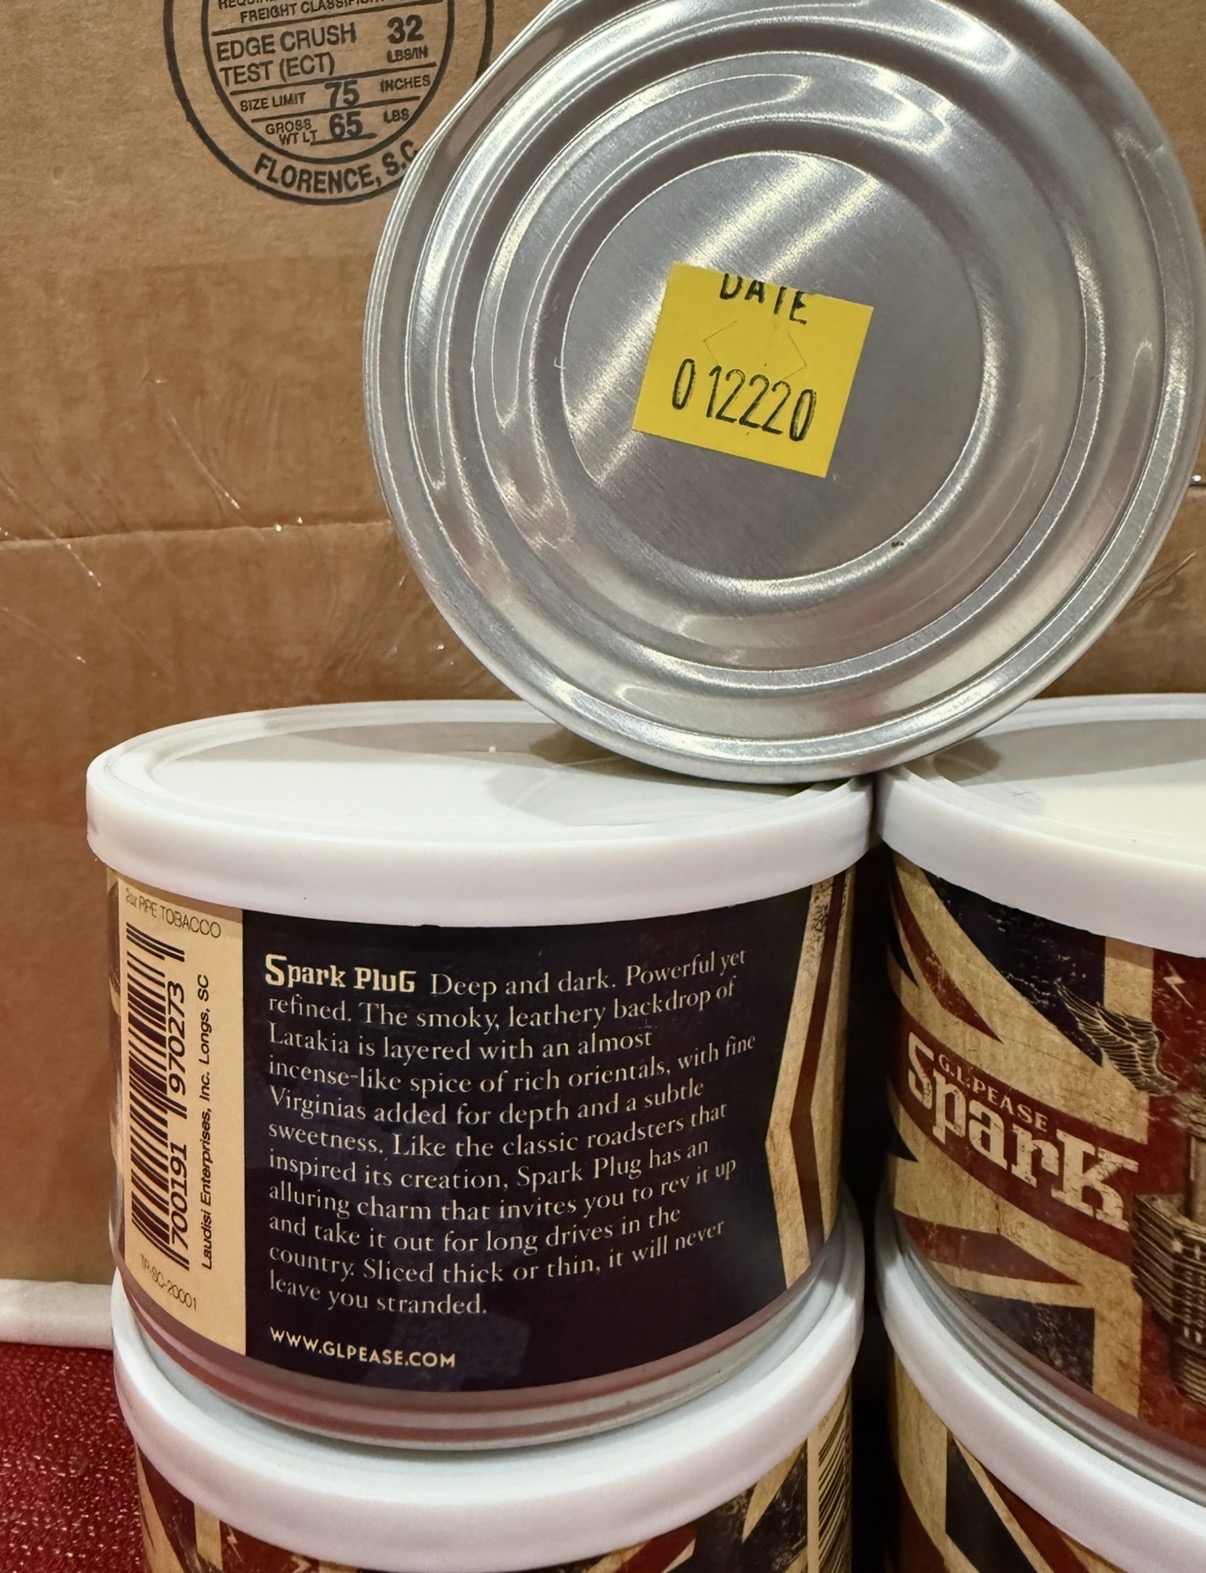 FREIGHT CLASSIFI
EDGE CRUSH 32
TEST (ECT) LBS/IN
SIZE LIMIT 75 INCHES
GROSS
WT LT 65 LBS
FLORENCE, S.C.
DATE
012220
2oz PIPE TOBACCO
7 00191 97027 3
Laudisi Enterprises, Inc. Longs, SC
TP-SC-20001
Spark Plug Deep and dark. Powerful yet
refined. The smoky, leathery backdrop of
Latakia is layered with an almost
incense-like spice of rich orientals, with fine
Virginias added for depth and a subtle
sweetness. Like the classic roadsters that
inspired its creation, Spark Plug has an
alluring charm that invites you to rev it up
and take it out for long drives in the
country. Sliced thick or thin, it will never
leave you stranded.
WWW.GLPEASE.COM
G.L.PEASE
Spark